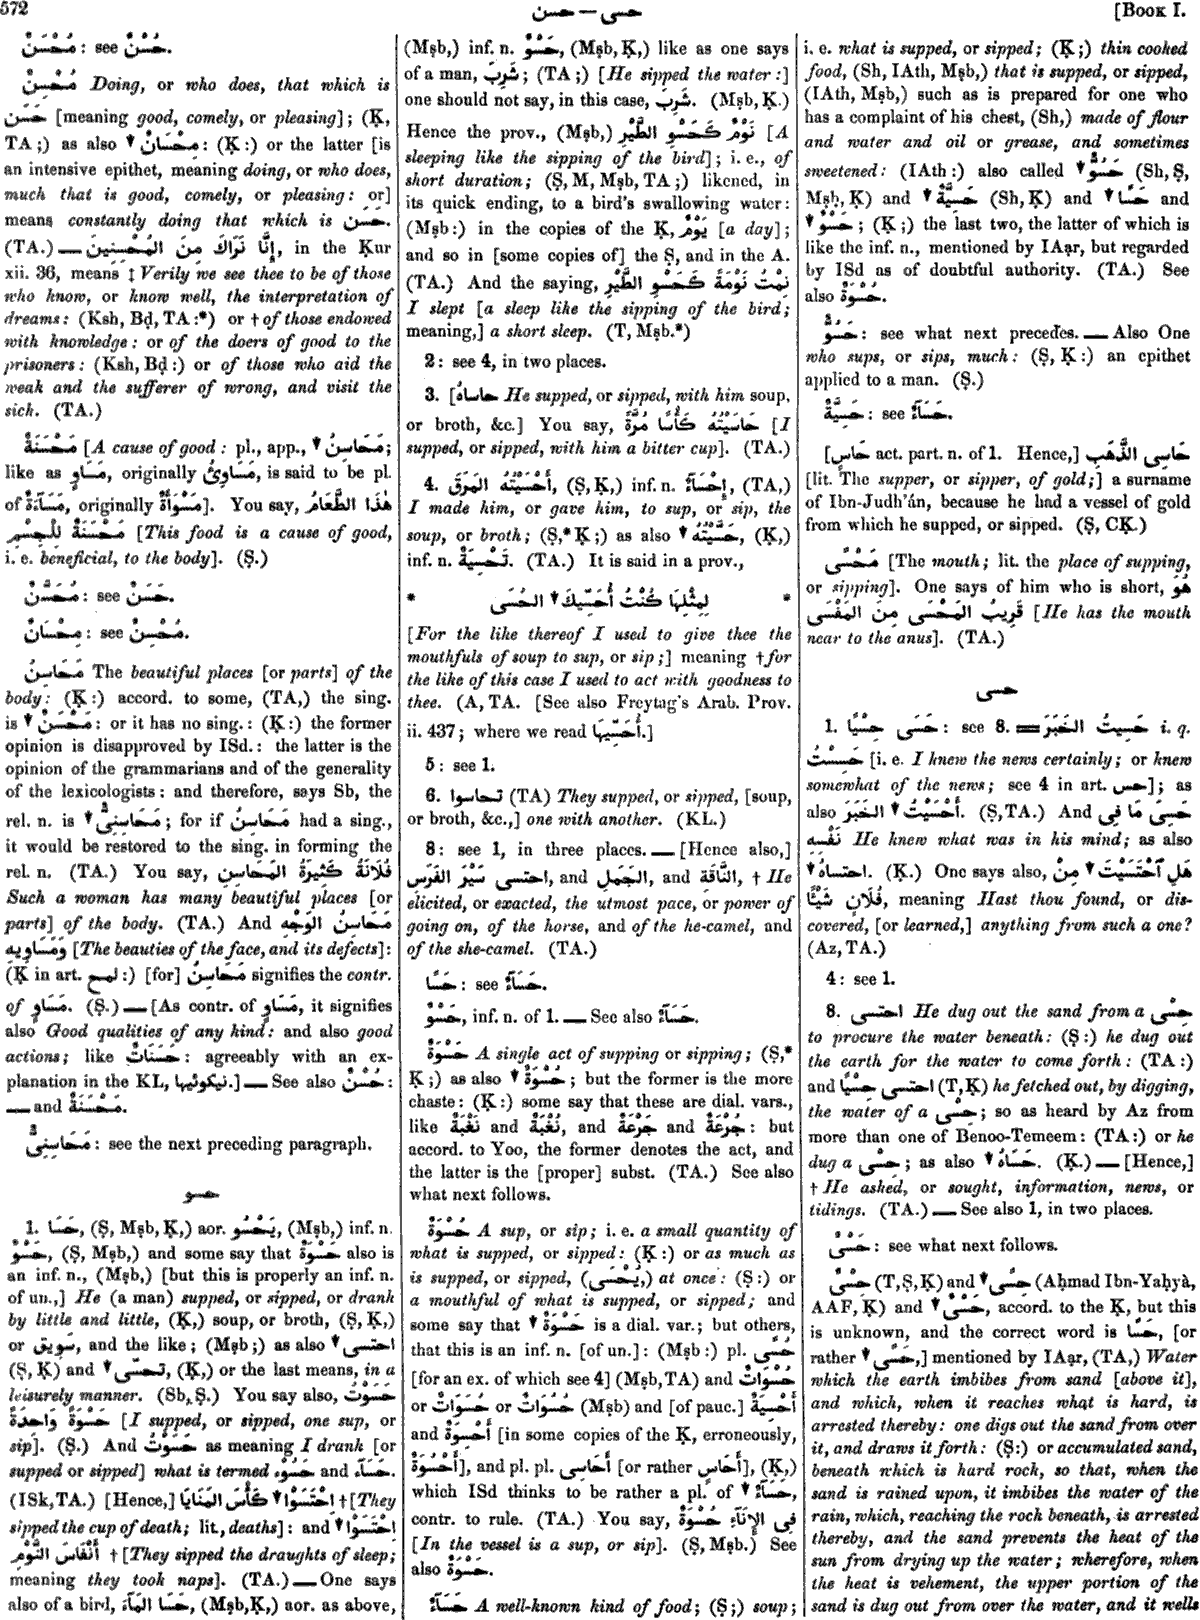 572
حسن — حسى
[Book I.
مُحْسَنٌ: see حُسْنٌ.
مُحْسِنٌ Doing, or who does, that which is
حَسَن [meaning good, comely, or pleasing]; (Ḳ,
TA;) as also ▼ مِحْسَانٌ: (Ḳ:) or the latter [is
an intensive epithet, meaning doing, or who does,
much that is good, comely, or pleasing: or]
means constantly doing that which is حَسَن.
(TA.) — إِنَّا نَرَاكَ مِنَ المُحْسِنِينَ, in the Ḳur
xii. 36, means ‡ Verily we see thee to be of those
who know, or know well, the interpretation of
dreams: (Ksh, Bḍ, TA:*) or † of those endowed
with knowledge: or of the doers of good to the
prisoners: (Ksh, Bḍ:) or of those who aid the
weak and the sufferer of wrong, and visit the
sick. (TA.)
مَحْسَنَةٌ [A cause of good: pl., app., ▼ مَحَاسِنُ;
like as مَسَاوٍ, originally مَسَاوِئُ, is said to be pl.
of مَسَآءَةٌ, originally مَسْوَأَةٌ]. You say, هٰذَا الطَّعَامُ
مَحْسَنَةٌ لِلْجِسْمِ [This food is a cause of good,
i. e. beneficial, to the body]. (Ṣ.)
مُحَسَّنٌ: see حَسَنٌ.
مِحْسَانٌ: see مُحْسِنٌ.
مَحَاسِنُ The beautiful places [or parts] of the
body: (Ḳ:) accord. to some, (TA,) the sing.
is ▼ مَحْسَنٌ: or it has no sing.: (Ḳ:) the former
opinion is disapproved by ISd.: the latter is the
opinion of the grammarians and of the generality
of the lexicologists: and therefore, says Sb, the
rel. n. is ▼ مَحَاسِنِىٌّ; for if مَحَاسِنُ had a sing.,
it would be restored to the sing. in forming the
rel. n. (TA.) You say, فُلَانَةُ كَثِيرَةُ المَحَاسِنِ
Such a woman has many beautiful places [or
parts] of the body. (TA.) And مَحَاسِنُ الوَجْهِ
وَمَسَاوِيهِ [The beauties of the face, and its defects]:
(Ḳ in art. لمح:) [for] مَحَاسِنُ signifies the contr.
of مَسَاوٍ. (Ṣ.) — [As contr. of مَسَاوٍ, it signifies
also Good qualities of any kind: and also good
actions; like حَسَنَاتٌ: agreeably with an ex-
planation in the KL, نيكوئيها.] — See also حُسْنٌ:
— and مَحْسَنَةٌ.
مَحَاسِنِىٌّ: see the next preceding paragraph.
حسو
1. حَسَا, (Ṣ, Mṣb, Ḳ,) aor. يَحْسُو, (Mṣb,) inf. n.
حَسْوٌ, (Ṣ, Mṣb,) and some say that حَسْوَةٌ also is
an inf. n., (Mṣb,) [but this is properly an inf. n.
of un.,] He (a man) supped, or sipped, or drank
by little and little, (Ḳ,) soup, or broth, (Ṣ, Ḳ,)
or سَوِيق, and the like; (Mṣb;) as also ▼ احتسى
(Ṣ, Ḳ) and ▼ تحسّى, (Ḳ,) or the last means, in a
leisurely manner. (Sb, Ṣ.) You say also, حَسَوْتُ
حَسْوَةً وَاحِدَةً [I supped, or sipped, one sup, or
sip]. (Ṣ.) And حَسَوْتُ as meaning I drank [or
supped or sipped] what is termed حَسُوّ and حَسَآء.
(ISk, TA.) [Hence,] اِحْتَسَوْا ▼ كَأْسَ المَنَايَا † [They
sipped the cup of death; lit., deaths]: and ▼ اِحْتَسَوْا
أَنْفَاسَ النَّوْمِ † [They sipped the draughts of sleep;
meaning they took naps]. (TA.) — One says
also of a bird, حَسَا المَآءَ, (Mṣb, Ḳ,) aor. as above,
(Mṣb,) inf. n. حَسْوٌ, (Mṣb, Ḳ,) like as one says
of a man, شَرِبَ; (TA;) [He sipped the water:]
one should not say, in this case, شَرِبَ. (Mṣb, Ḳ.)
Hence the prov., (Mṣb,) نَوْمٌ كَحَسْوِ الطَّيْرِ [A
sleeping like the sipping of the bird]; i. e., of
short duration; (Ṣ, M, Mṣb, TA;) likened, in
its quick ending, to a bird's swallowing water:
(Mṣb:) in the copies of the Ḳ, يَوْمٌ [a day];
and so in [some copies of] the Ṣ, and in the A.
(TA.) And the saying, نِمْتُ نَوْمَةً كَحَسْوِ الطَّيْرِ
I slept [a sleep like the sipping of the bird;
meaning,] a short sleep. (T, Mṣb.*)
2: see 4, in two places.
3. [حاساهُ He supped, or sipped, with him soup,
or broth, &c.] You say, حَاسَيْتُهُ كَأْسًا مُرَّةً [I
supped, or sipped, with him a bitter cup]. (TA.)
4. أَحْسَيْتُهُ المَرَقَ, (Ṣ, Ḳ,) inf. n. إِحْسَآءٌ, (TA,)
I made him, or gave him, to sup, or sip, the
soup, or broth; (Ṣ,* Ḳ;) as also ▼ حَسَّيْتُهُ, (Ḳ,)
inf. n. تَحْسِيَةٌ. (TA.) It is said in a prov.,
* لِمِثْلِهَا كُنْتُ أُحَسِّيكَ ▼ الحُسَى *
[For the like thereof I used to give thee the
mouthfuls of soup to sup, or sip;] meaning † for
the like of this case I used to act with goodness to
thee. (A, TA. [See also Freytag's Arab. Prov.
ii. 437; where we read أُحَسِّيهَا.]
5: see 1.
6. تحاسوا (TA) They supped, or sipped, [soup,
or broth, &c.,] one with another. (KL.)
8: see 1, in three places. — [Hence also,]
احتسى سَيْرَ الفَرَسِ, and الجَمَلِ, and النَّاقَةِ, † He
elicited, or exacted, the utmost pace, or power of
going on, of the horse, and of the he-camel, and
of the she-camel. (TA.)
حَسًا: see حَسَآءٌ.
حَسْوٌ, inf. n. of 1. — See also حَسَآءٌ.
حَسْوَةٌ A single act of supping or sipping; (Ṣ,*
Ḳ;) as also ▼ حُسْوَةٌ; but the former is the more
chaste: (Ḳ:) some say that these are dial. vars.,
like نَغْبَةٌ and نُغْبَةٌ, and جَرْعَةٌ and جُرْعَةٌ: but
accord. to Yoo, the former denotes the act, and
the latter is the [proper] subst. (TA.) See also
what next follows.
حُسْوَةٌ A sup, or sip; i. e. a small quantity of
what is supped, or sipped: (Ḳ:) or as much as
is supped, or sipped, (يُحْسَى,) at once: (Ṣ:) or
a mouthful of what is supped, or sipped; and
some say that ▼ حَسْوَةٌ is a dial. var.; but others,
that this is an inf. n. [of un.]: (Mṣb:) pl. حُسًى
[for an ex. of which see 4] (Mṣb, TA) and حُسْوَاتٌ
or حُسَوَاتٌ or حُسُوَاتٌ (Mṣb) and [of pauc.] أَحْسِيَةٌ
and أَحْسِوَةٌ [in some copies of the Ḳ, erroneously,
أُحْسُوَةٌ], and pl. pl. أَحَاسِى [or rather أَحَاسٍ], (Ḳ,)
which ISd thinks to be rather a pl. of ▼ حَسَآءٌ,
contr. to rule. (TA.) You say, فِى الإِنَآءِ حُسْوَةٌ
[In the vessel is a sup, or sip]. (Ṣ, Mṣb.) See
also حَسْوَةٌ.
حَسَآءٌ A well-known kind of food; (Ṣ;) soup;
i. e. what is supped, or sipped; (Ḳ;) thin cooked
food, (Sh, IAth, Mṣb,) that is supped, or sipped,
(IAth, Mṣb,) such as is prepared for one who
has a complaint of his chest, (Sh,) made of flour
and water and oil or grease, and sometimes
sweetened: (IAth:) also called ▼ حَسُوٌّ (Sh, Ṣ,
Mṣb, Ḳ) and ▼ حَسِيَّةٌ (Sh, Ḳ) and ▼ حَسًا and
▼ حَسْوٌ; (Ḳ;) the last two, the latter of which is
like the inf. n., mentioned by IAạr, but regarded
by ISd as of doubtful authority. (TA.) See
also حُسْوَةٌ.
حَسُوٌّ: see what next precedes. — Also One
who sups, or sips, much: (Ṣ, Ḳ:) an epithet
applied to a man. (Ṣ.)
حَسِيَّةٌ: see حَسَآءٌ.
[حَاسٍ act. part. n. of 1. Hence,] حَاسِى الذَّهَبِ
[lit. The supper, or sipper, of gold;] a surname
of Ibn-Judh'án, because he had a vessel of gold
from which he supped, or sipped. (Ṣ, CḲ.)
مَحْسًى [The mouth; lit. the place of supping,
or sipping]. One says of him who is short, هُوَ
قَرِيبُ المَحْسَى مِنَ المَفْسَى [He has the mouth
near to the anus]. (TA.)
حسى
1. حَسَى حِسْيًا: see 8. = حَسِيتُ الخَبَرَ i. q.
حَسِسْتُ [i. e. I knew the news certainly; or knew
somewhat of the news; see 4 in art. حس]; as
also أَحْسَيْتُ ▼ الخَبَرَ. (Ṣ, TA.) And حَسِىَ مَا فِى
نَفْسِهِ He knew what was in his mind; as also
▼ احتساهُ. (Ḳ.) One says also, هَلِ ٱحْتَسَيْتَ ▼ مِنْ
فُلَانٍ شَيْئًا, meaning Hast thou found, or dis-
covered, [or learned,] anything from such a one?
(Az, TA.)
4: see 1.
8. احتسى He dug out the sand from a حِسْى
to procure the water beneath: (Ṣ:) he dug out
the earth for the water to come forth: (TA:)
and احتسى حِسْيًا (T, Ḳ) he fetched out, by digging,
the water of a حِسْى; so as heard by Az from
more than one of Benoo-Temeem: (TA:) or he
dug a حِسْى; as also ▼ حَسَاهُ. (Ḳ.) — [Hence,]
† He asked, or sought, information, news, or
tidings. (TA.) — See also 1, in two places.
حَسْىٌ: see what next follows.
حِسْىٌ (T, Ṣ, Ḳ) and ▼ حِسًى (Aḥmad Ibn-Yaḥyà,
AAF, Ḳ) and ▼ حَسْىٌ, accord. to the Ḳ, but this
is unknown, and the correct word is حَسًا, [or
rather ▼ حَسًى,] mentioned by IAạr, (TA,) Water
which the earth imbibes from sand [above it],
and which, when it reaches what is hard, is
arrested thereby: one digs out the sand from over
it, and draws it forth: (Ṣ:) or accumulated sand,
beneath which is hard rock, so that, when the
sand is rained upon, it imbibes the water of the
rain, which, reaching the rock beneath, is arrested
thereby, and the sand prevents the heat of the
sun from drying up the water; wherefore, when
the heat is vehement, the upper portion of the
sand is dug out from over the water, and it wells